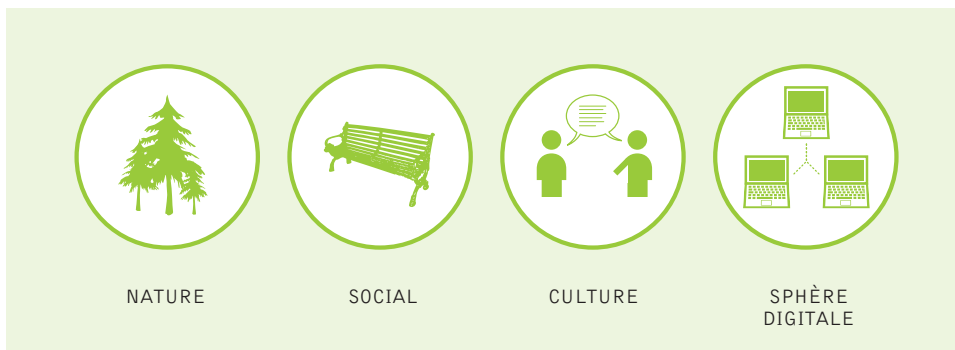 NATURE
SOCIAL
CULTURE
SPHÈRE
DIGITALE